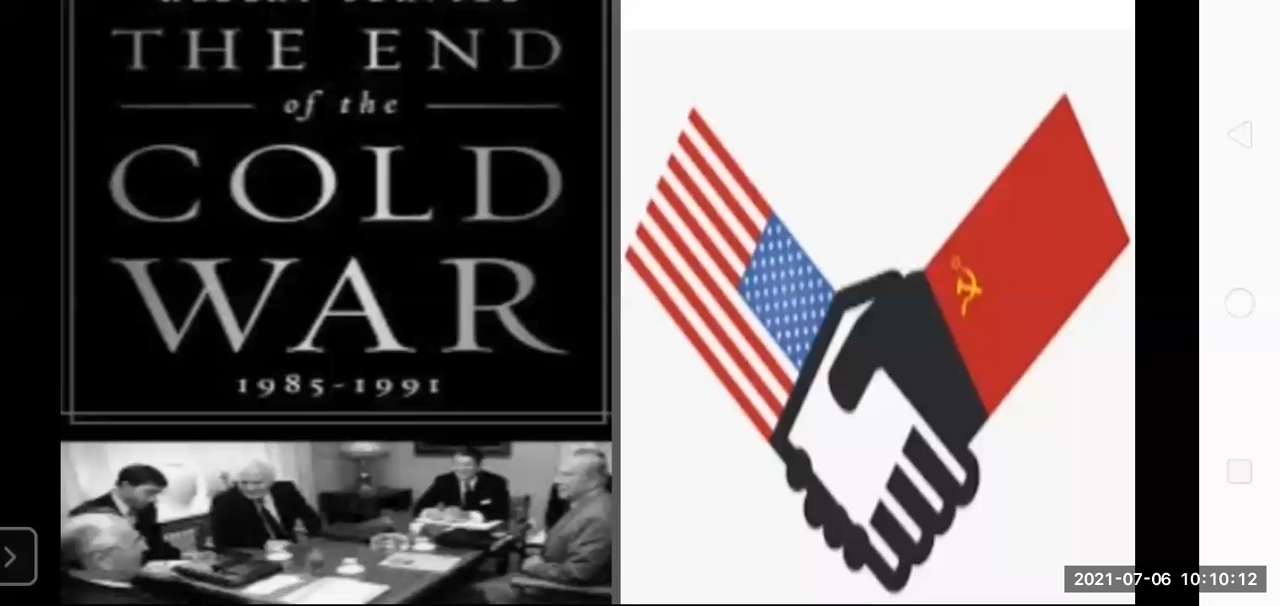 THE END
of the
COLD
WAR
1985-1991
2021-07-06 10:10:12